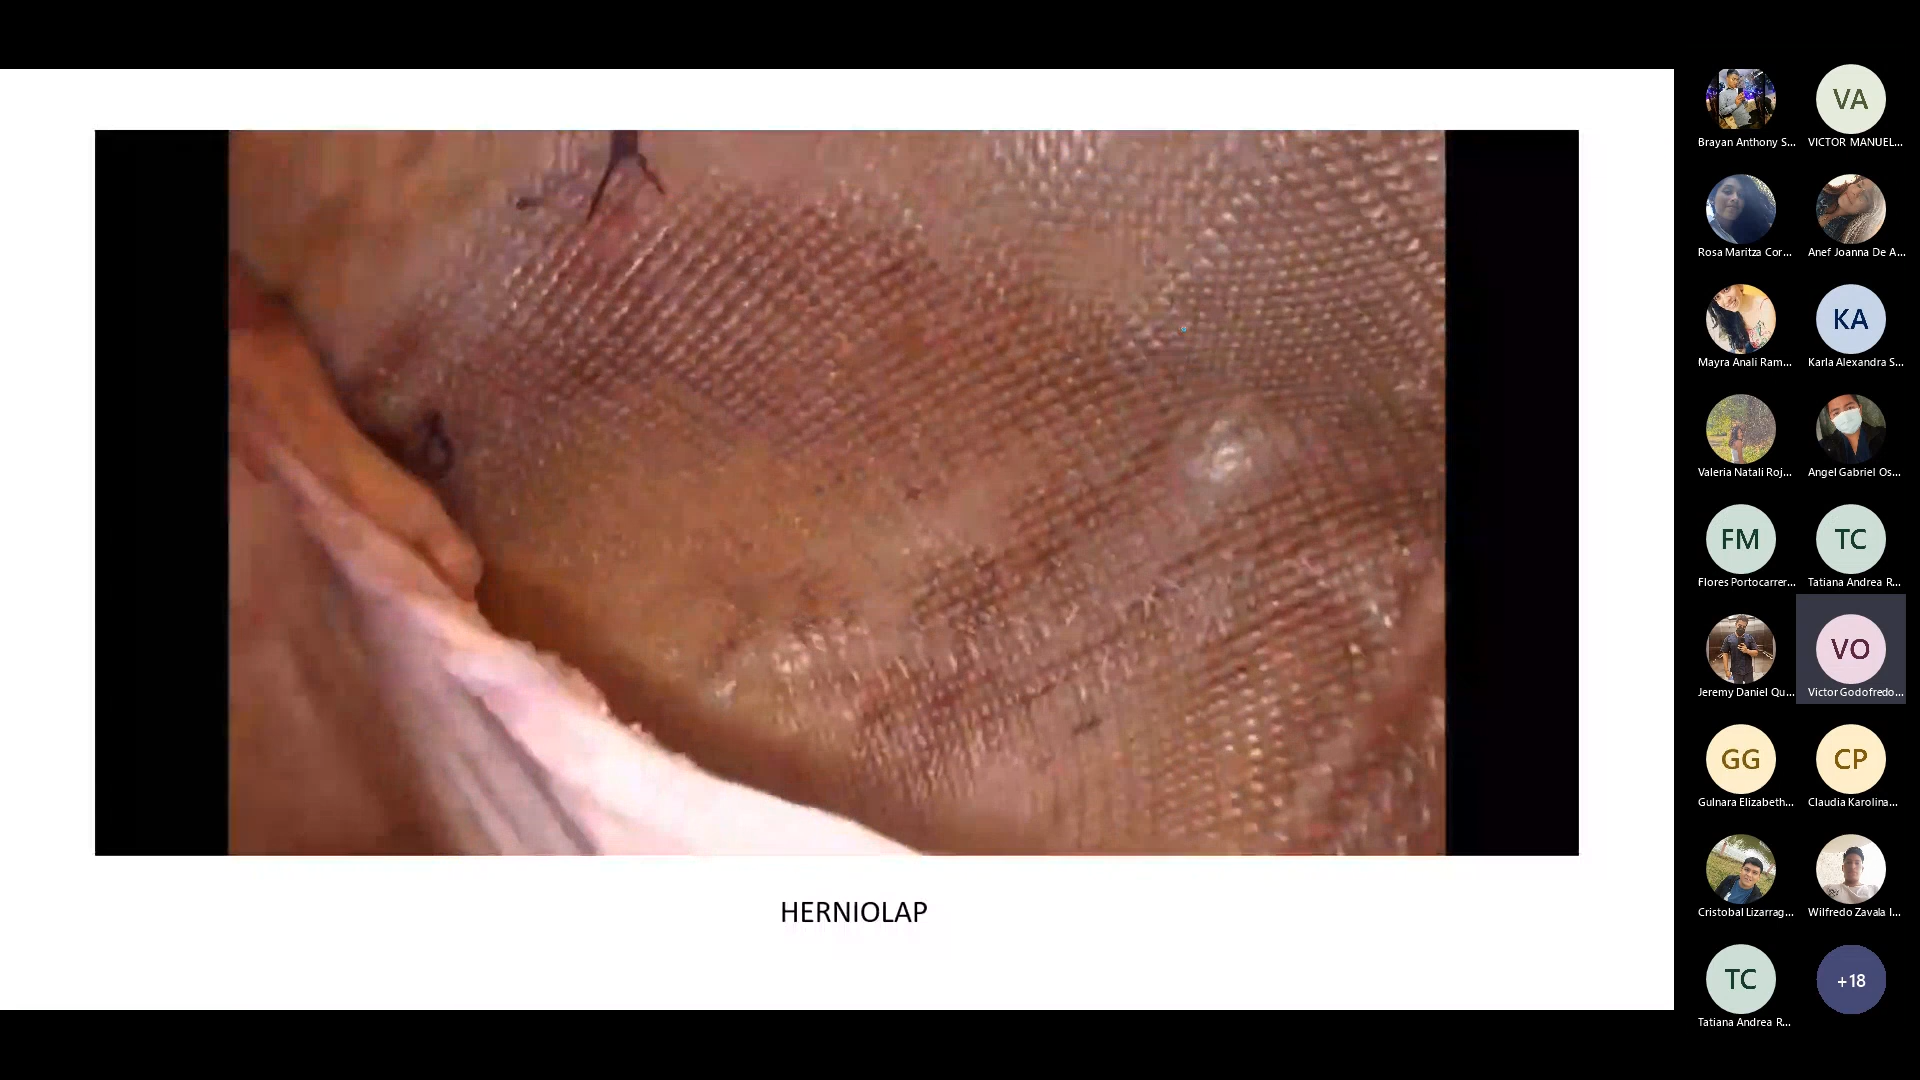 HERNIOLAP
VA
Brayan Anthony S...
VICTOR MANUEL...
Rosa Maritza Cor...
Anef Joanna De A...
KA
Mayra Anali Ram...
Karla Alexandra S...
Valeria Natali Roj...
Angel Gabriel Os...
FM
TC
Flores Portocarrer...
Tatiana Andrea R...
VO
Jeremy Daniel Qu...
Victor Godofredo...
GG
CP
Gulnara Elizabeth...
Claudia Karolina...
Cristobal Lizarrag...
Wilfredo Zavala I...
TC
+18
Tatiana Andrea R...